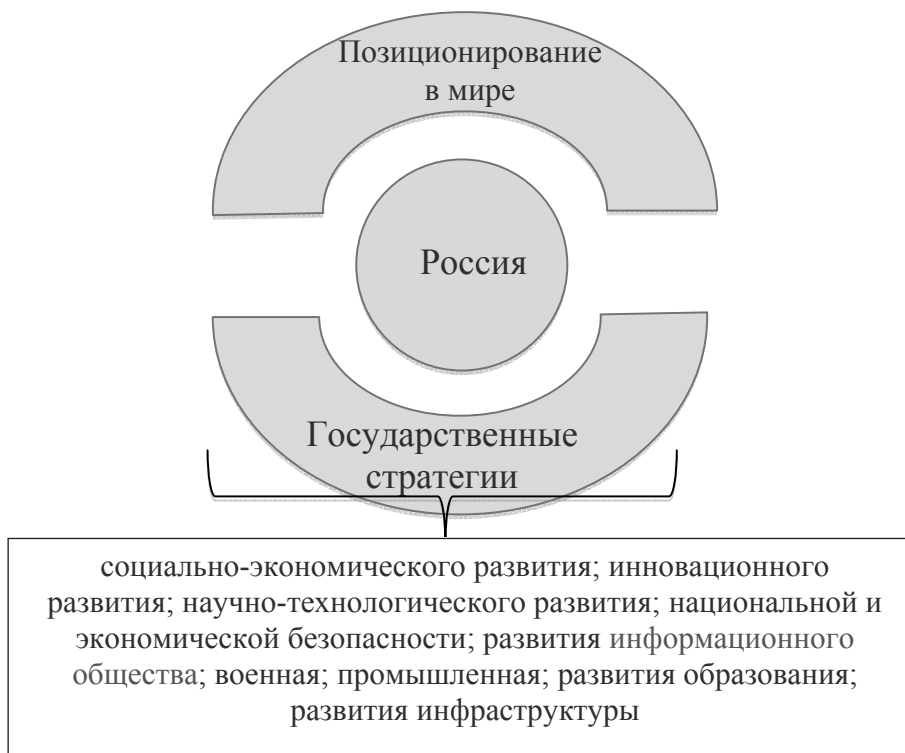 Позиционирование
в мире
Россия
Государственные
стратегии
социально-экономического развития; инновационного
развития; научно-технологического развития; национальной и
экономической безопасности; развития информационного
общества; военная; промышленная; развития образования;
развития инфраструктуры